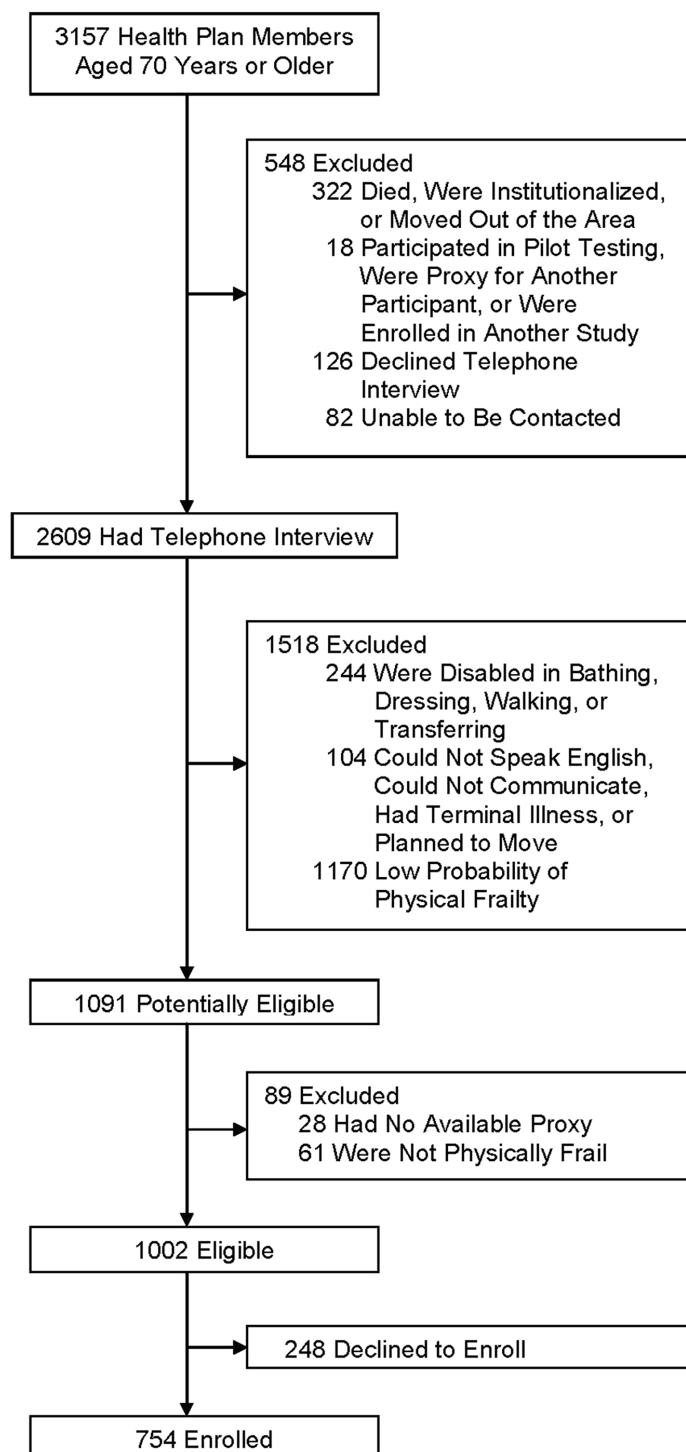 3157 Health Plan Members
Aged 70 Years or Older
548 Excluded
322 Died, Were Institutionalized,
or Moved Out of the Area
18 Participated in Pilot Testing,
Were Proxy for Another
Participant, or Were
Enrolled in Another Study
126 Declined Telephone
Interview
82 Unable to Be Contacted
2609 Had Telephone Interview
1518 Excluded
244 Were Disabled in Bathing,
Dressing, Walking, or
Transferring
104 Could Not Speak English,
Could Not Communicate,
Had Terminal Illness, or
Planned to Move
1170 Low Probability of
Physical Frailty
1091 Potentially Eligible
89 Excluded
28 Had No Available Proxy
61 Were Not Physically Frail
1002 Eligible
248 Declined to Enroll
754 Enrolled